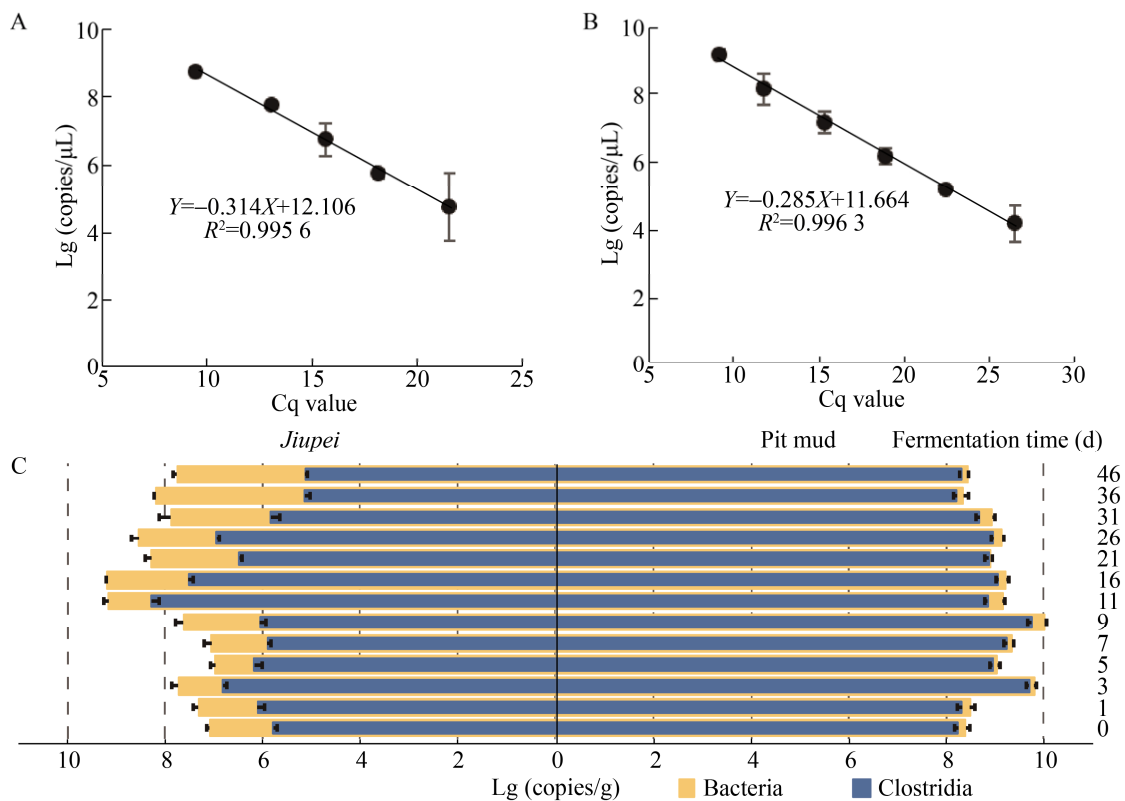 A
10
8
6
4
2
0
Lg (copies/μL)
Y=−0.314X+12.106
R²=0.995 6
5 10 15 20 25
Cq value
B
10
8
6
4
2
0
Lg (copies/μL)
Y=−0.285X+11.664
R²=0.996 3
5 10 15 20 25 30
Cq value
C
Jiupei Pit mud Fermentation time (d)
46
36
31
26
21
16
11
9
7
5
3
1
0
10 8 6 4 2 0 2 4 6 8 10
Lg (copies/g) Bacteria Clostridia